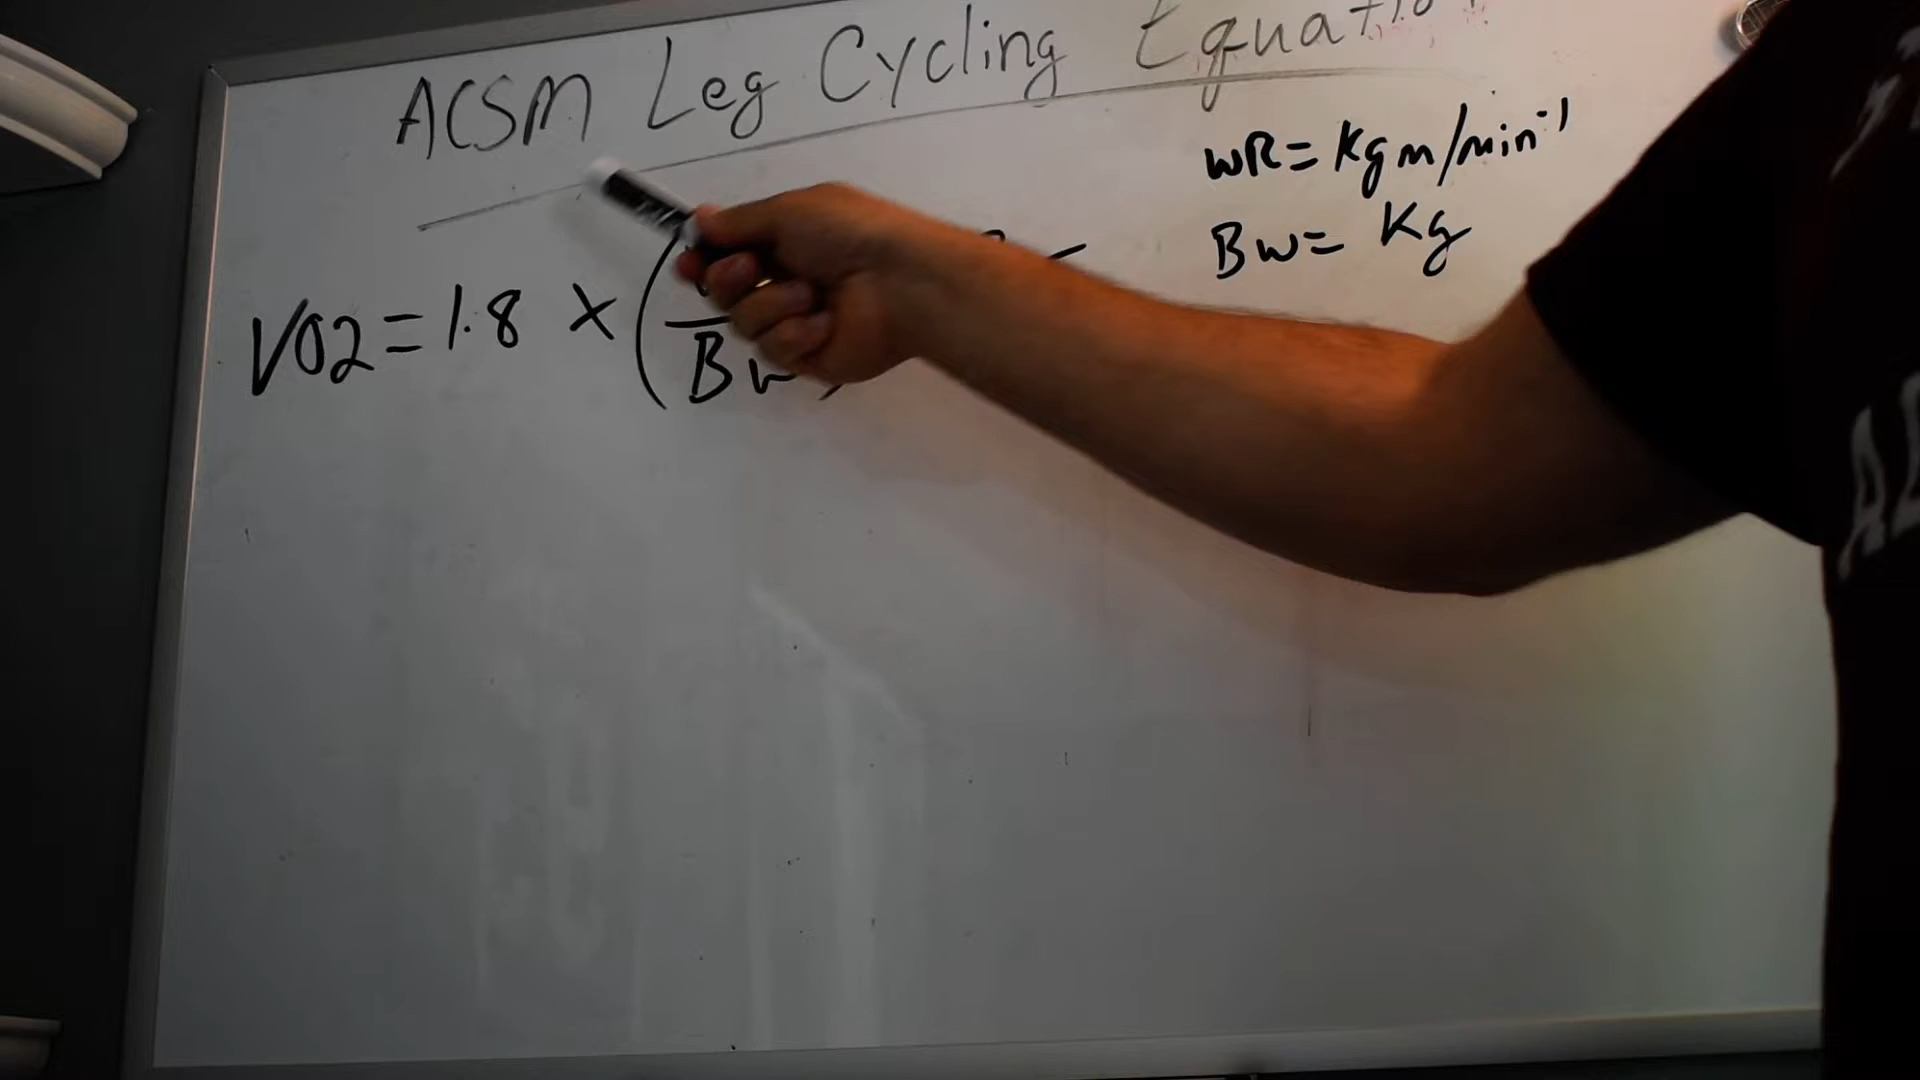 ACSM Leg Cycling Equation
WR= Kgm/min⁻¹
BW= Kg
VO2=1.8 × ( BW )